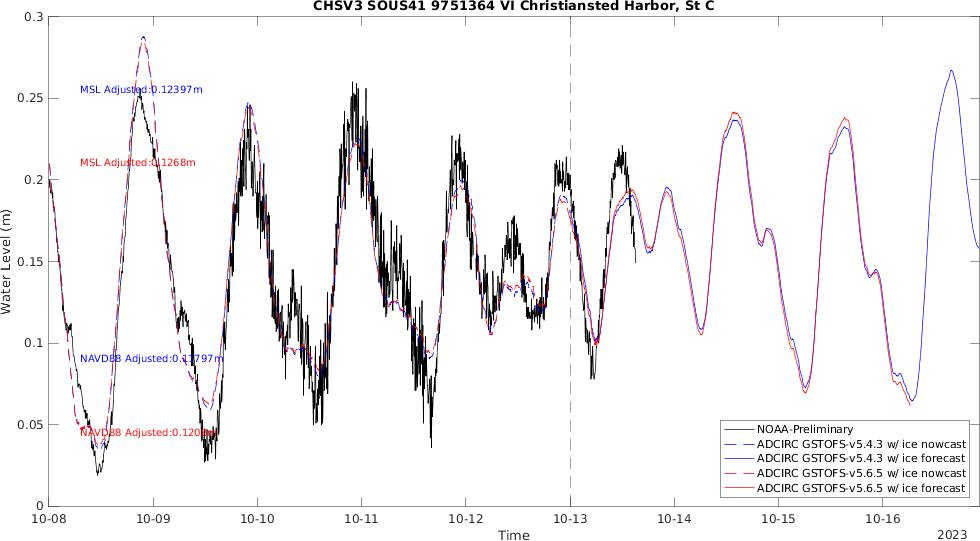 CHSV3 SOUS41 9751364 VI Christiansted Harbor, St C
0.3
0.25
0.2
0.15
0.1
0.05
0
Water Level (m)
MSL Adjusted:0.12397m
MSL Adjusted:0.1268m
NAVD88 Adjusted:0.11797m
NAVD88 Adjusted:
NOAA-Preliminary
ADCIRC GSTOFS-v5.4.3 w/ ice nowcast
ADCIRC GSTOFS-v5.4.3 w/ ice forecast
ADCIRC GSTOFS-v5.6.5 w/ ice nowcast
ADCIRC GSTOFS-v5.6.5 w/ ice forecast
10-08 10-09 10-10 10-11 10-12 10-13 10-14 10-15 10-16
Time
2023